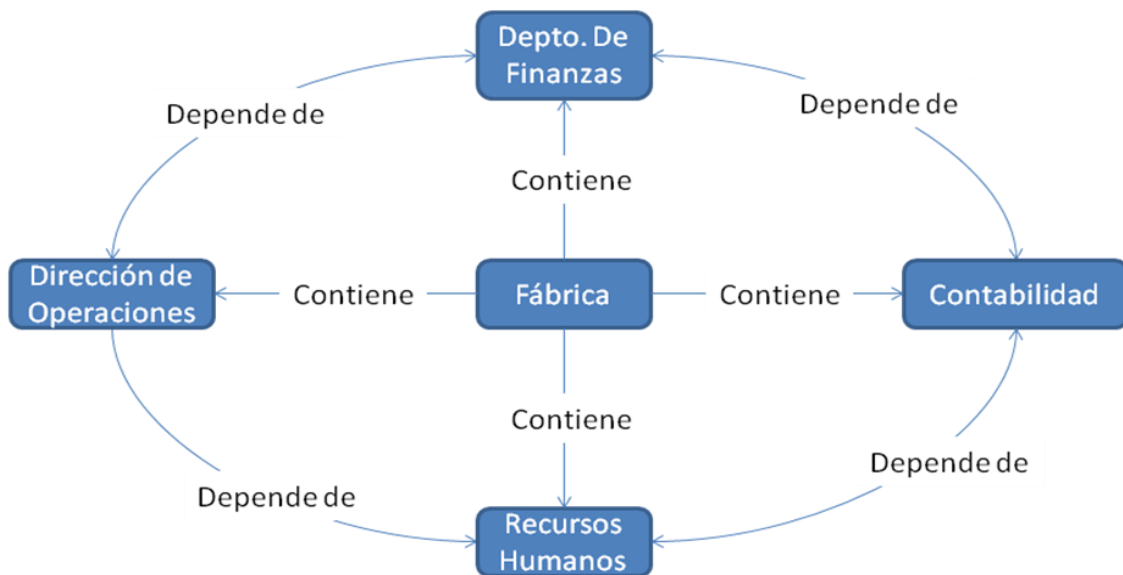 Depto. De
Finanzas
Depende de
Depende de
Contiene
Dirección de
Operaciones
Contiene
Fábrica
Contiene
Contabilidad
Contiene
Depende de
Depende de
Recursos
Humanos